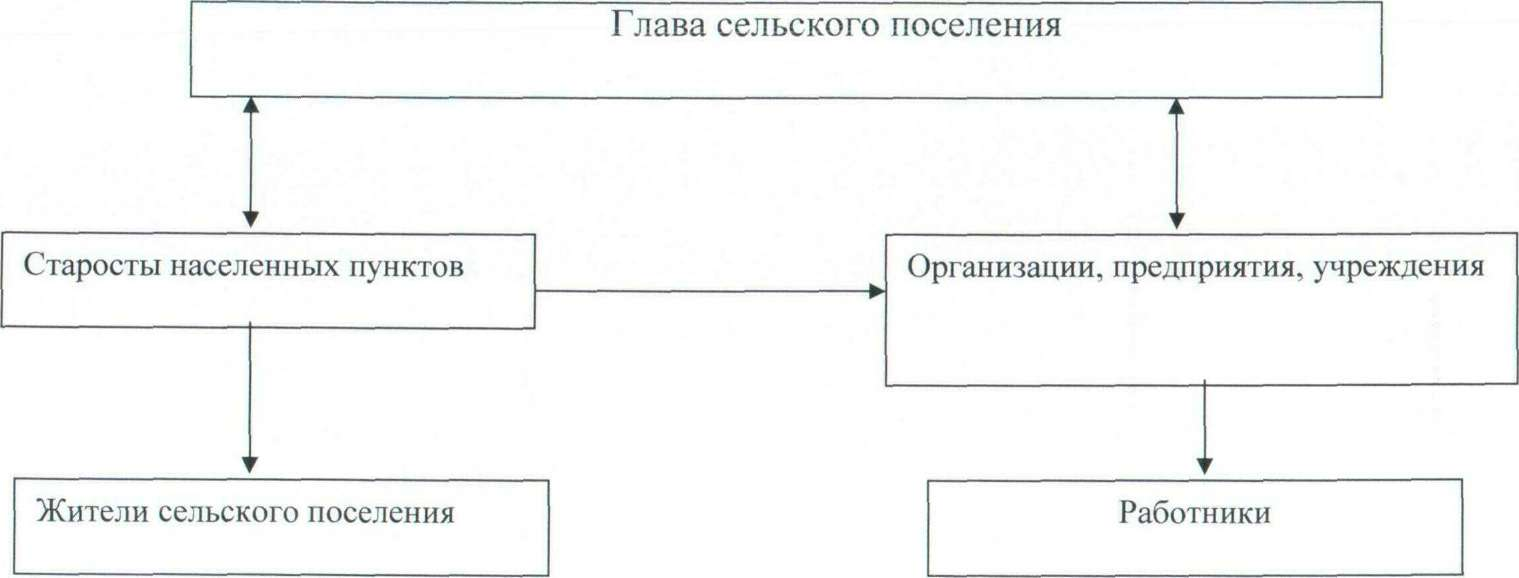 Глава сельского поселения
Старосты населенных пунктов
Организации, предприятия, учреждения
Жители сельского поселения
Работники